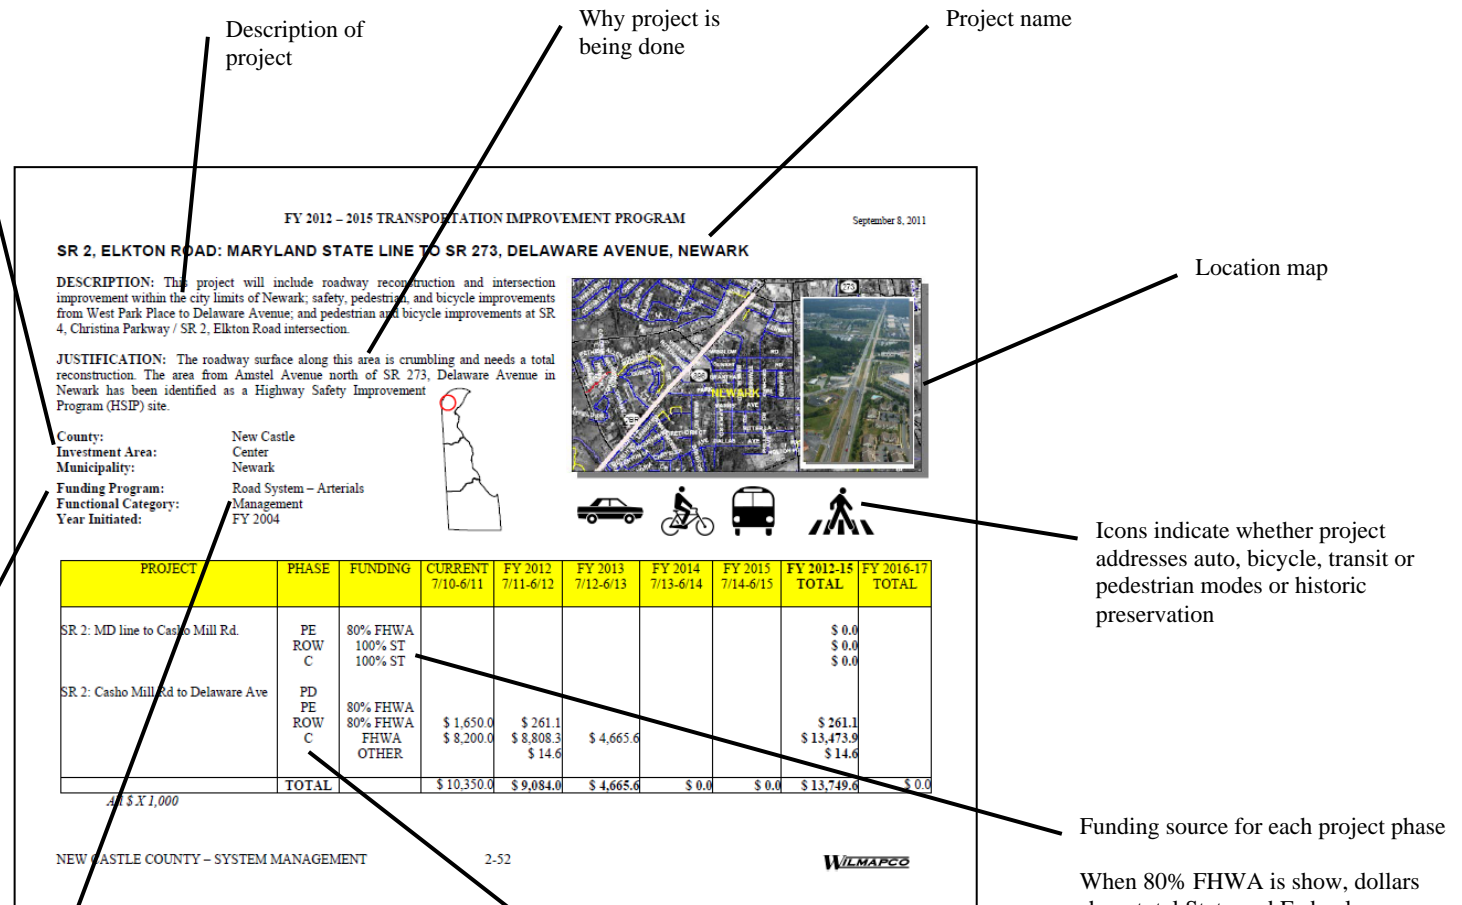 Description of
project
Why project is
being done
Project name
FY 2012 – 2015 TRANSPORTATION IMPROVEMENT PROGRAM
September 8, 2011
SR 2, ELKTON ROAD: MARYLAND STATE LINE TO SR 273, DELAWARE AVENUE, NEWARK
DESCRIPTION: This project will include roadway reconstruction and intersection
improvement within the city limits of Newark; safety, pedestrian, and bicycle improvements
from West Park Place to Delaware Avenue; and pedestrian and bicycle improvements at SR
4, Christina Parkway / SR 2, Elkton Road intersection.
JUSTIFICATION: The roadway surface along this area is crumbling and needs a total
reconstruction. The area from Amstel Avenue north of SR 273, Delaware Avenue in
Newark has been identified as a Highway Safety Improvement
Program (HSIP) site.
273
NEWARK
Location map
County: New Castle
Investment Area: Center
Municipality: Newark
Funding Program: Road System – Arterials
Functional Category: Management
Year Initiated: FY 2004
Icons indicate whether project
addresses auto, bicycle, transit or
pedestrian modes or historic
preservation
PROJECT PHASE FUNDING CURRENT FY 2012 FY 2013 FY 2014 FY 2015 FY 2012-15 FY 2016-17
7/10-6/11 7/11-6/12 7/12-6/13 7/13-6/14 7/14-6/15 TOTAL TOTAL
SR 2: MD line to Casho Mill Rd. PE 80% FHWA $ 0.0
ROW 100% ST $ 0.0
C 100% ST $ 0.0
SR 2: Casho Mill Rd to Delaware Ave PD
PE 80% FHWA
ROW 80% FHWA $ 1,650.0 $ 261.1 $ 261.1
C FHWA $ 8,200.0 $ 8,808.3 $ 4,665.6 $ 13,473.9
OTHER $ 14.6 $ 14.6
TOTAL $ 10,350.0 $ 9,084.0 $ 4,665.6 $ 0.0 $ 0.0 $ 13,749.6 $ 0.0
All $ X 1,000
Funding source for each project phase
NEW CASTLE COUNTY – SYSTEM MANAGEMENT 2-52 WILMAPCO
When 80% FHWA is show, dollars